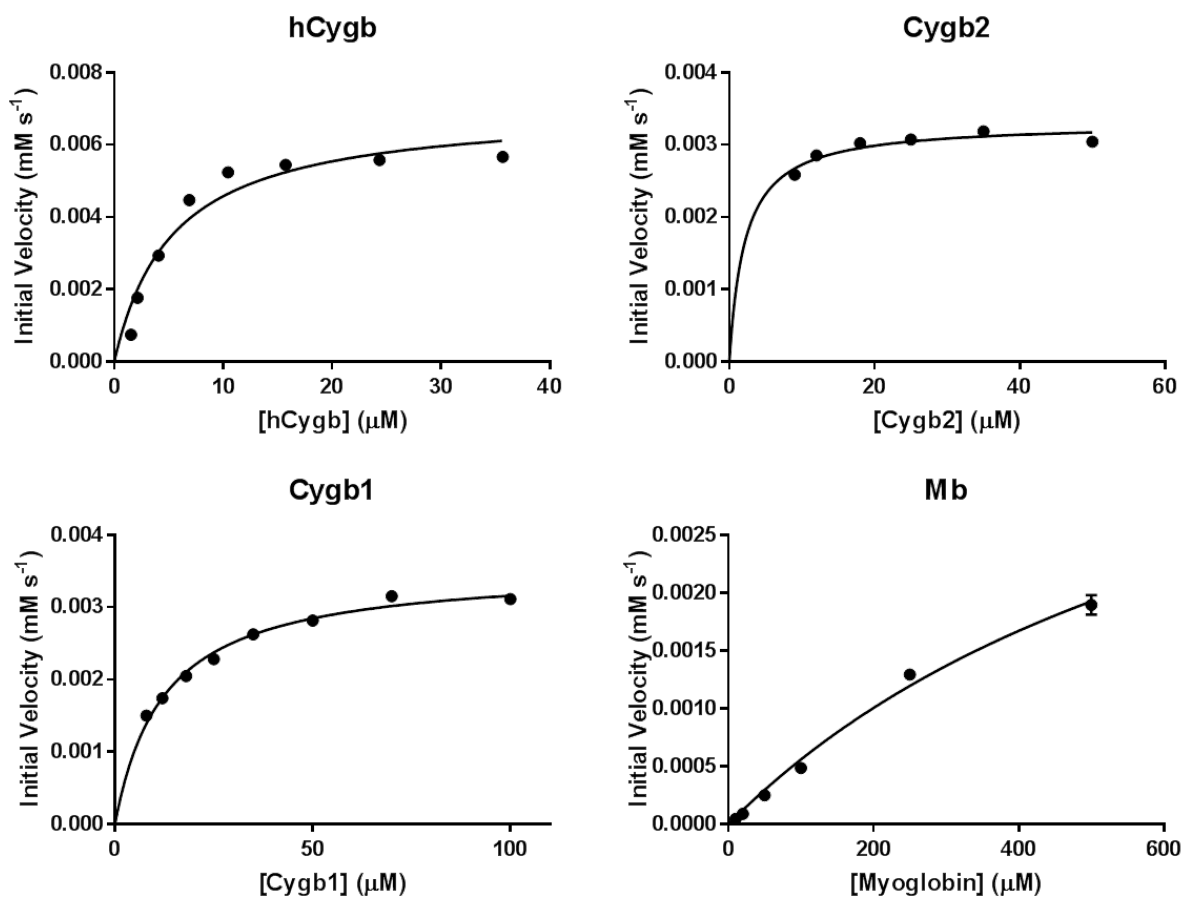 hCygb
Initial Velocity (mM s⁻¹)
0.008
0.006
0.004
0.002
0.000
0 10 20 30 40
[hCygb] (μM)
Cygb2
Initial Velocity (mM s⁻¹)
0.004
0.003
0.002
0.001
0.000
0 20 40 60
[Cygb2] (μM)
Cygb1
Initial Velocity (mM s⁻¹)
0.004
0.003
0.002
0.001
0.000
0 50 100
[Cygb1] (μM)
Mb
Initial Velocity (mM s⁻¹)
0.0025
0.0020
0.0015
0.0010
0.0005
0.0000
0 200 400 600
[Myoglobin] (μM)